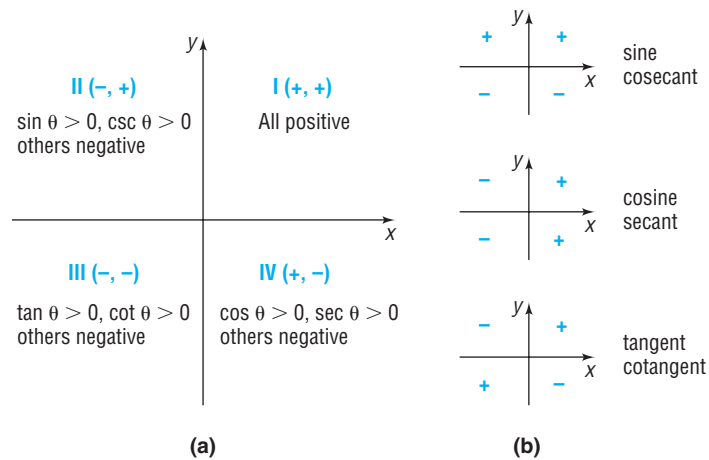 y
II (−, +)
I (+, +)
sin θ > 0, csc θ > 0
others negative
All positive
x
III (−, −)
IV (+, −)
tan θ > 0, cot θ > 0
others negative
cos θ > 0, sec θ > 0
others negative
(a)
y
+ +
x
− −
sine
cosecant
y
− +
x
− +
cosine
secant
y
− +
x
+ −
tangent
cotangent
(b)